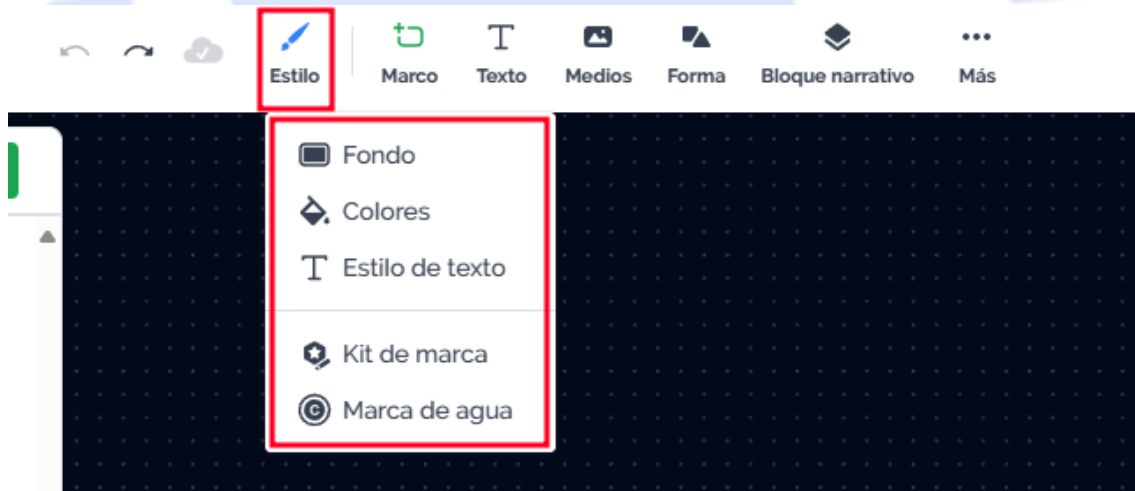 Estilo
Marco
Texto
Medios
Forma
Bloque narrativo
Más
Fondo
Colores
Estilo de texto
Kit de marca
Marca de agua